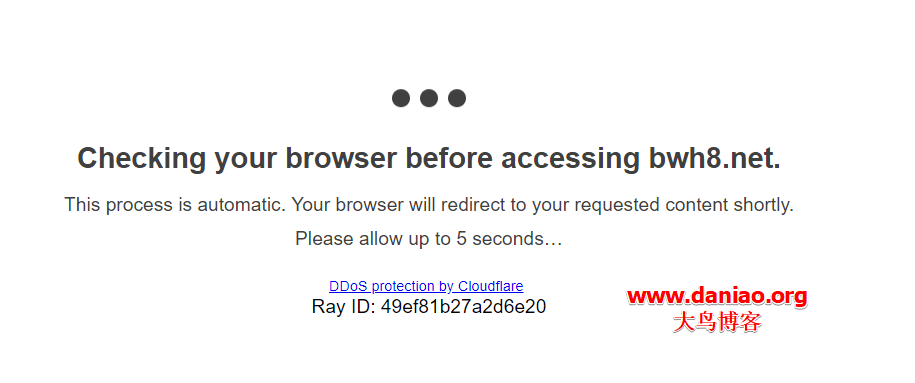 Checking your browser before accessing bwh8.net.
This process is automatic. Your browser will redirect to your requested content shortly.
Please allow up to 5 seconds…
DDoS protection by Cloudflare
Ray ID: 49ef81b27a2d6e20
www.daniao.org
大鸟博客